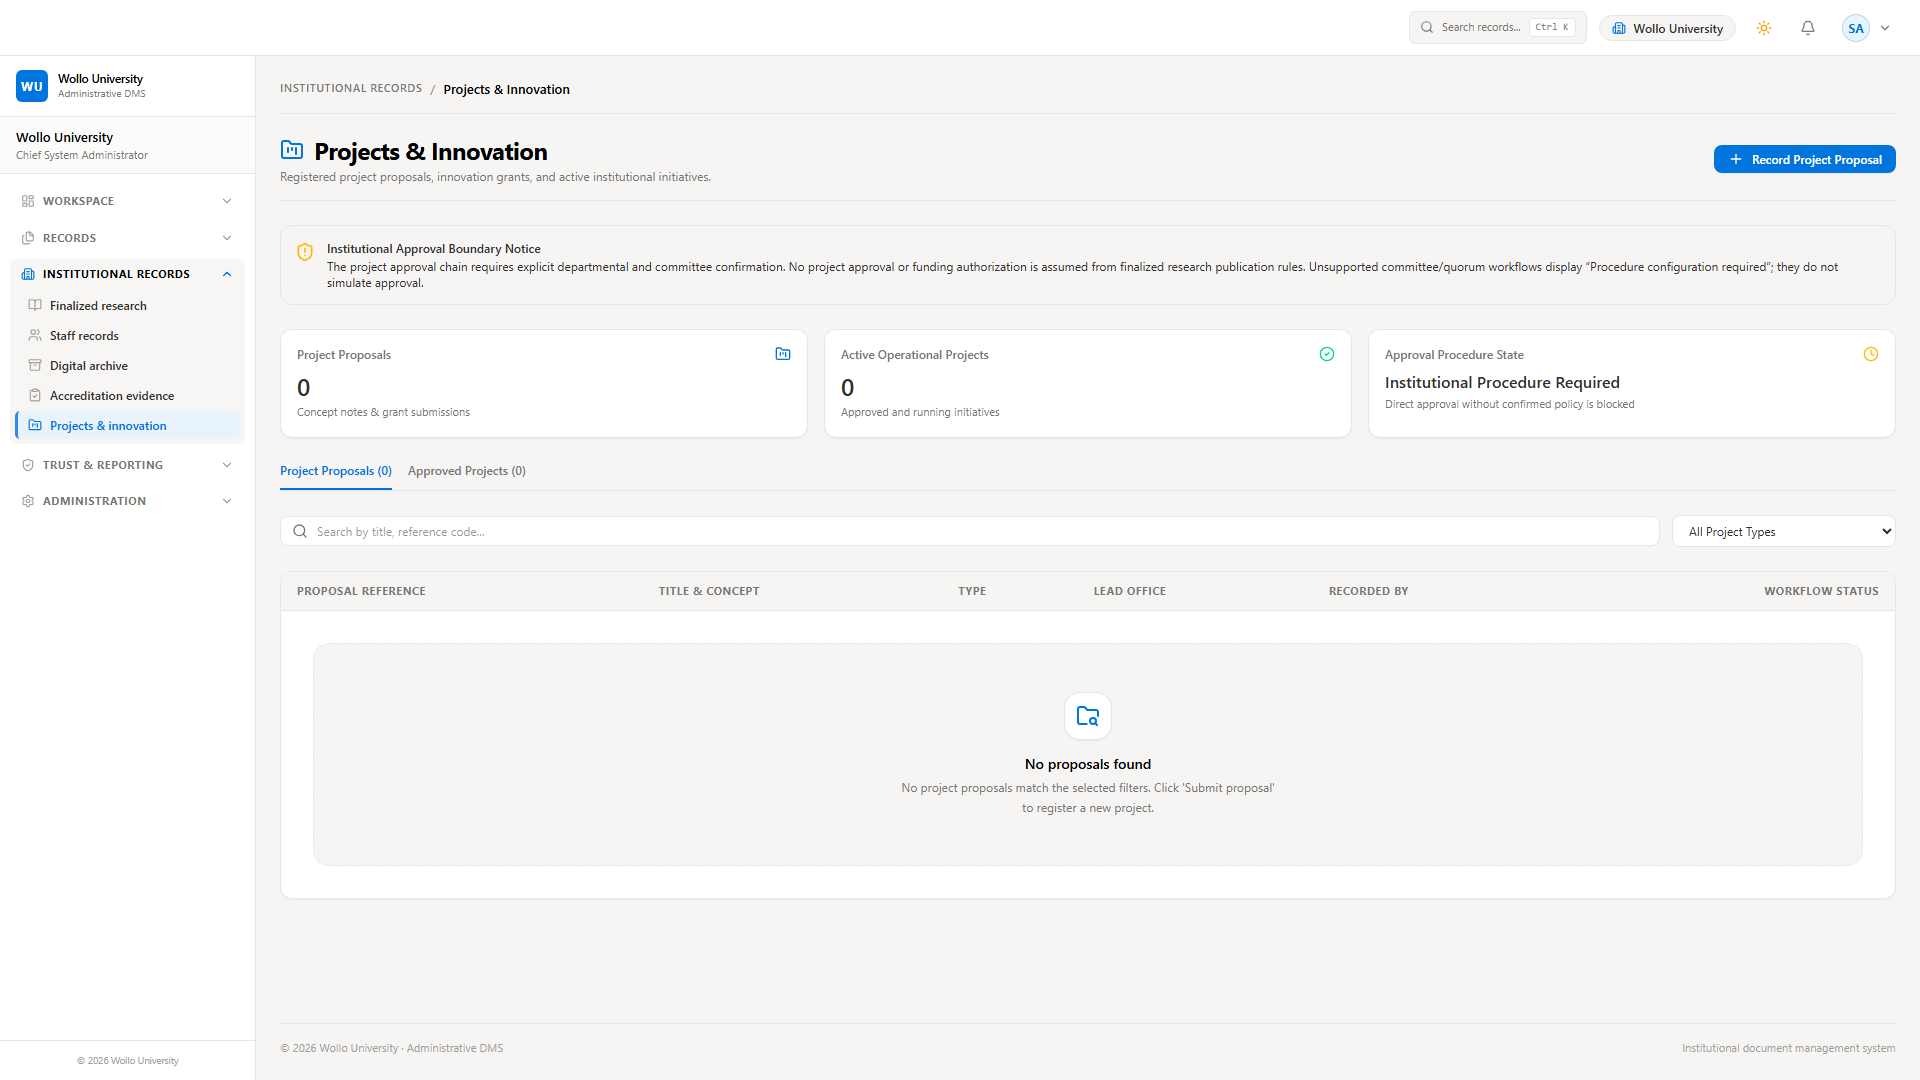 Search records...
Ctrl K
Wollo University
SA
WU
Wollo University
Administrative DMS
Wollo University
Chief System Administrator
WORKSPACE
RECORDS
INSTITUTIONAL RECORDS
Finalized research
Staff records
Digital archive
Accreditation evidence
Projects & innovation
TRUST & REPORTING
ADMINISTRATION
© 2026 Wollo University
INSTITUTIONAL RECORDS / Projects & Innovation
Projects & Innovation
Registered project proposals, innovation grants, and active institutional initiatives.
Record Project Proposal
Institutional Approval Boundary Notice
The project approval chain requires explicit departmental and committee confirmation. No project approval or funding authorization is assumed from finalized research publication rules. Unsupported committee/quorum workflows display “Procedure configuration required”; they do not
simulate approval.
Project Proposals
0
Concept notes & grant submissions
Active Operational Projects
0
Approved and running initiatives
Approval Procedure State
Institutional Procedure Required
Direct approval without confirmed policy is blocked
Project Proposals (0)
Approved Projects (0)
Search by title, reference code...
All Project Types
PROPOSAL REFERENCE
TITLE & CONCEPT
TYPE
LEAD OFFICE
RECORDED BY
WORKFLOW STATUS
No proposals found
No project proposals match the selected filters. Click 'Submit proposal'
to register a new project.
© 2026 Wollo University · Administrative DMS
Institutional document management system